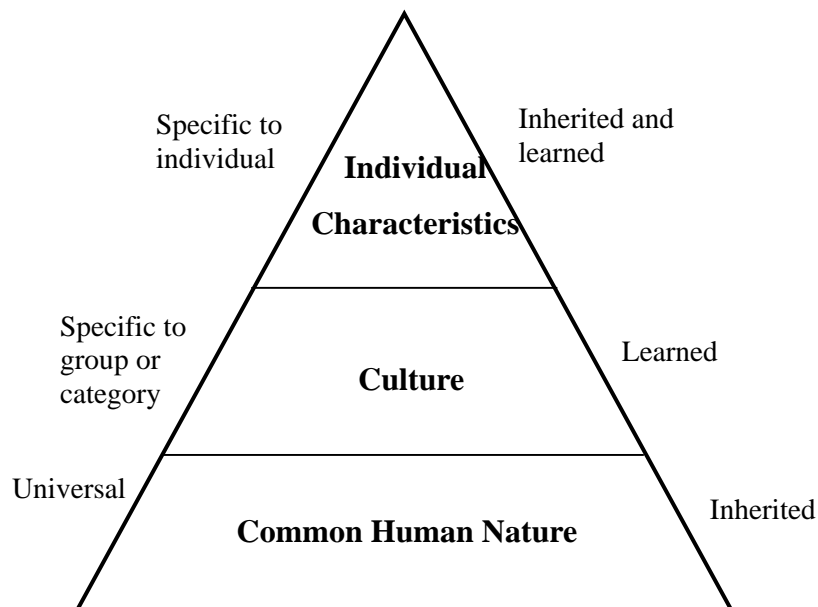 Specific to
individual
Inherited and
learned
Individual
Characteristics
Specific to
group or
category
Culture
Learned
Universal
Common Human Nature
Inherited